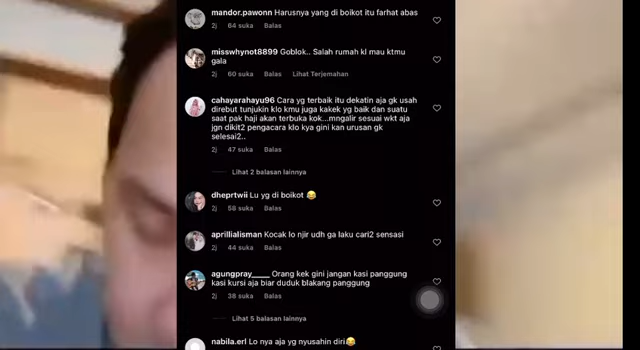 mandor.pawonn Harusnya yang di boikot itu farhat abas
2j 64 suka Balas
misswhynot8899 Goblok.. Salah rumah kl mau ktmu
gala
2j 60 suka Balas Lihat Terjemahan
cahayarahayu96 Cara yg terbaik itu dekatin aja gk usah
direbut tunjukin klo kmu juga kakek yg baik dan suatu
saat pak haji akan terbuka kok...mngalir sesuai wkt aja
jgn dikit2 pengacara klo kya gini kan urusan gk
selesai2..
2j 47 suka Balas
Lihat 2 balasan lainnya
dheprtwii Lu yg di boikot 😂
2j 58 suka Balas
aprillialisman Kocak lo njir udh ga laku cari2 sensasi
2j 44 suka Balas
agungpray_____ Orang kek gini jangan kasi panggung
kasi kursi aja biar duduk blakang panggung
2j 38 suka Balas
Lihat 5 balasan lainnya
nabila.erl Lo nya aja yg nyusahin diri😂